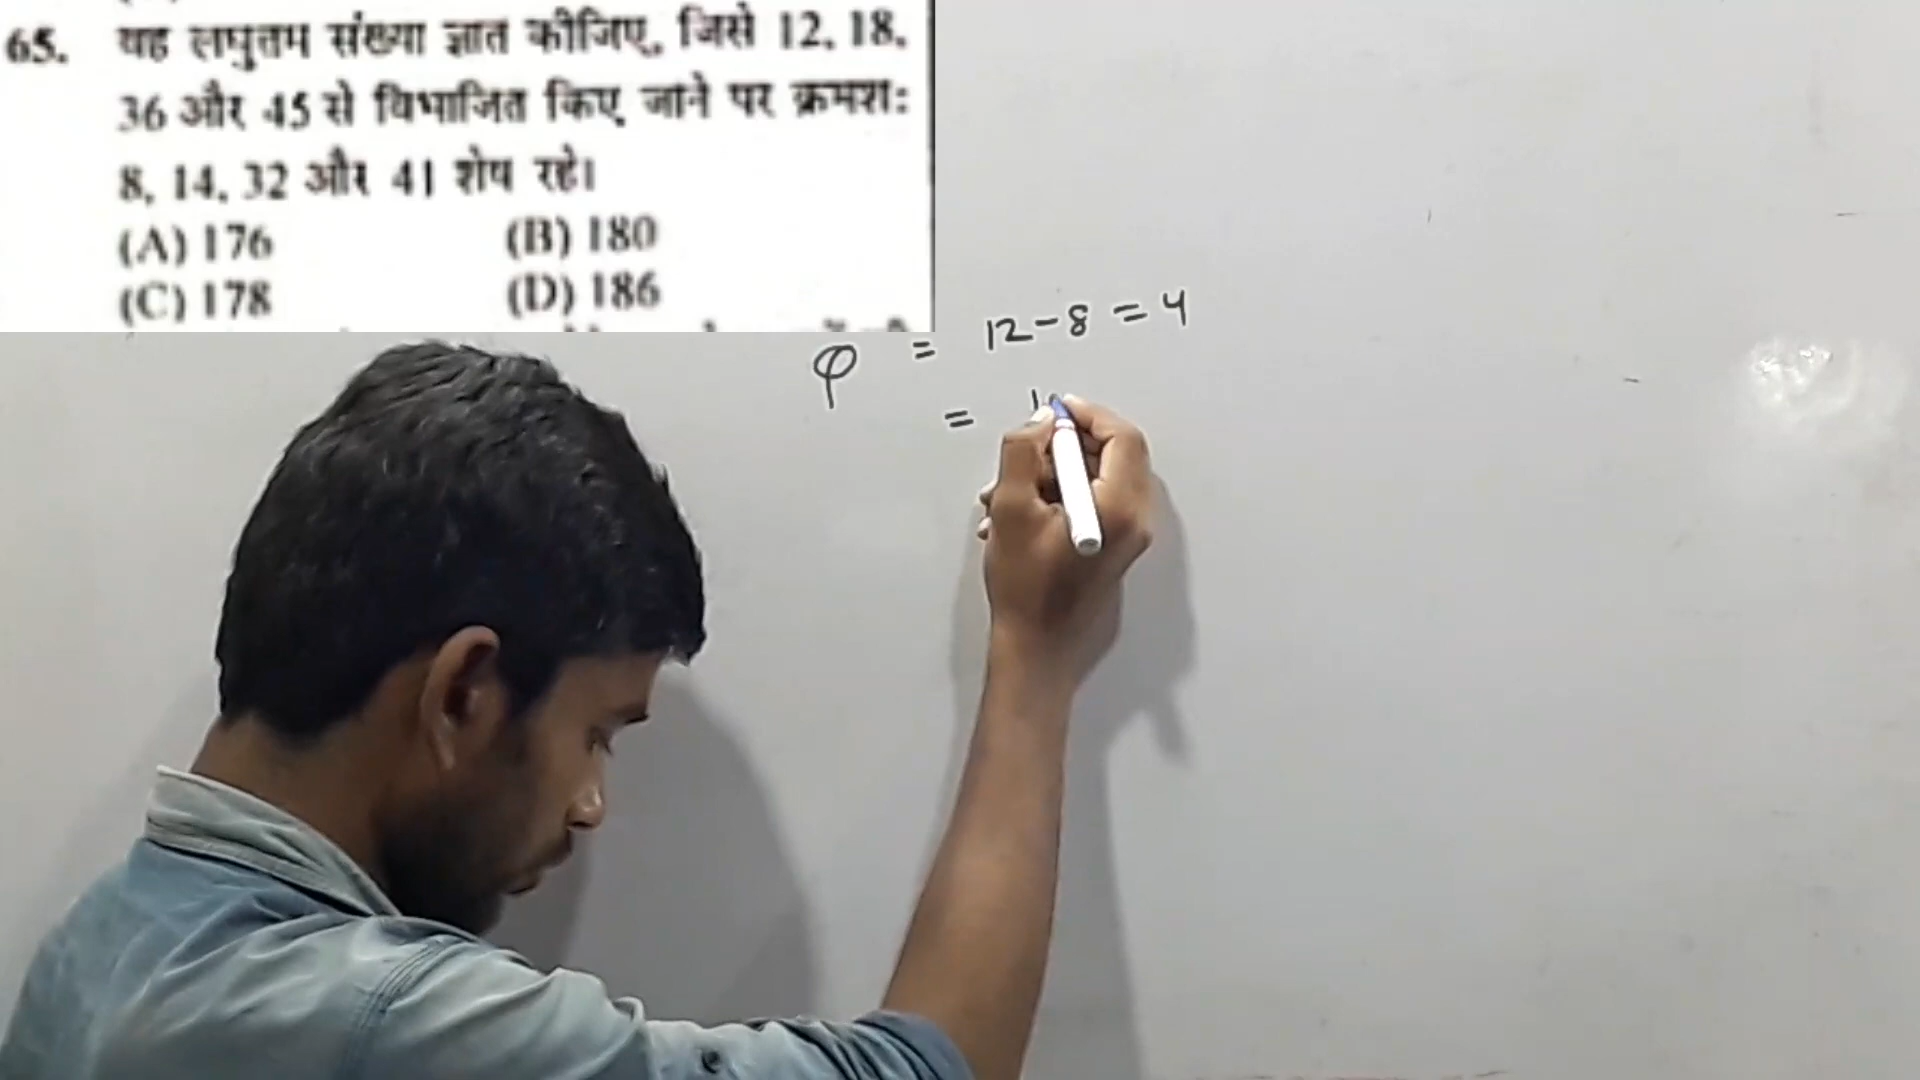 65. वह लघुत्तम संख्या ज्ञात कीजिए, जिसे 12, 18,
36 और 45 से विभाजित किए जाने पर क्रमशः
8, 14, 32 और 41 शेष रहे।
(A) 176 (B) 180
(C) 178 (D) 186
φ = 12 - 8 = 4
=